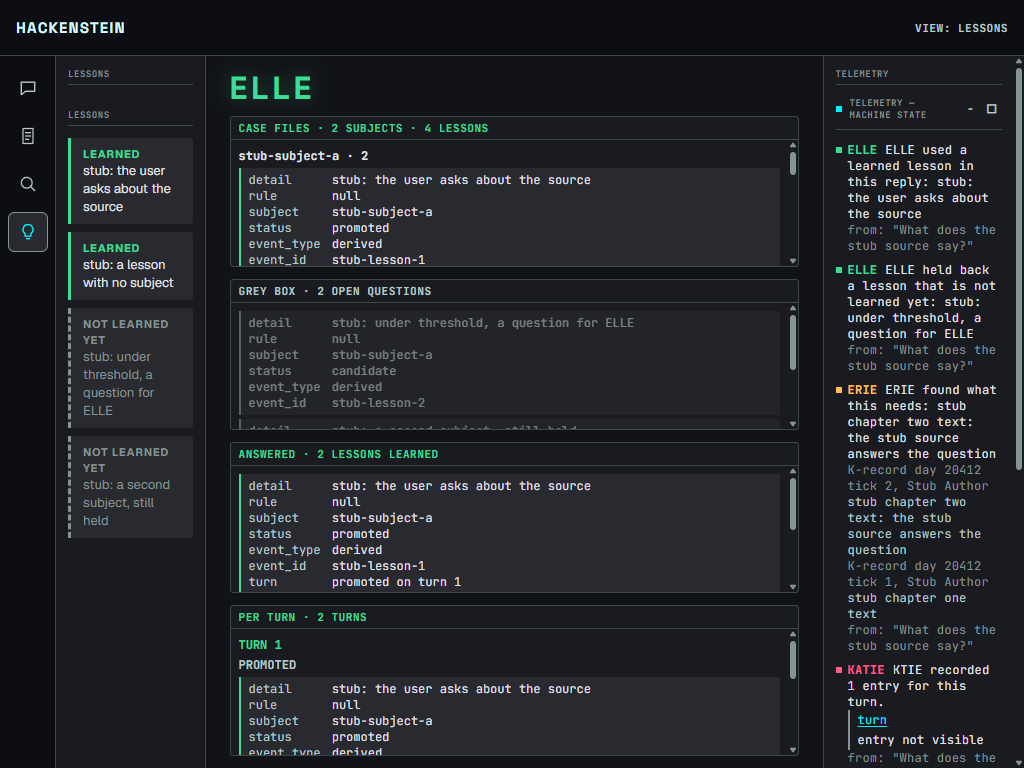 HACKENSTEIN
VIEW: LESSONS
LESSONS
LESSONS
LEARNED
stub: the user
asks about the
source
LEARNED
stub: a lesson
with no subject
NOT LEARNED
YET
stub: under
threshold, a
question for
ELLE
NOT LEARNED
YET
stub: a second
subject, still
held
ELLE
CASE FILES · 2 SUBJECTS · 4 LESSONS
stub-subject-a · 2
detail stub: the user asks about the source
rule null
subject stub-subject-a
status promoted
event_type derived
event_id stub-lesson-1
GREY BOX · 2 OPEN QUESTIONS
detail stub: under threshold, a question for ELLE
rule null
subject stub-subject-a
status candidate
event_type derived
event_id stub-lesson-2
detail stub: a second subject, still held
ANSWERED · 2 LESSONS LEARNED
detail stub: the user asks about the source
rule null
subject stub-subject-a
status promoted
event_type derived
event_id stub-lesson-1
turn promoted on turn 1
PER TURN · 2 TURNS
TURN 1
PROMOTED
detail stub: the user asks about the source
rule null
subject stub-subject-a
status promoted
event_type derived
TELEMETRY
TELEMETRY —
MACHINE STATE
-
ELLE ELLE used a
learned lesson in
this reply: stub:
the user asks about
the source
from: "What does the
stub source say?"
ELLE ELLE held back
a lesson that is not
learned yet: stub:
under threshold, a
question for ELLE
from: "What does the
stub source say?"
ERIE ERIE found what
this needs: stub
chapter two text:
the stub source
answers the question
K-record day 20412
tick 2, Stub Author
stub chapter two
text: the stub
source answers the
question
K-record day 20412
tick 1, Stub Author
stub chapter one
text
from: "What does the
stub source say?"
KATIE KTIE recorded
1 entry for this
turn.
turn
entry not visible
from: "What does the